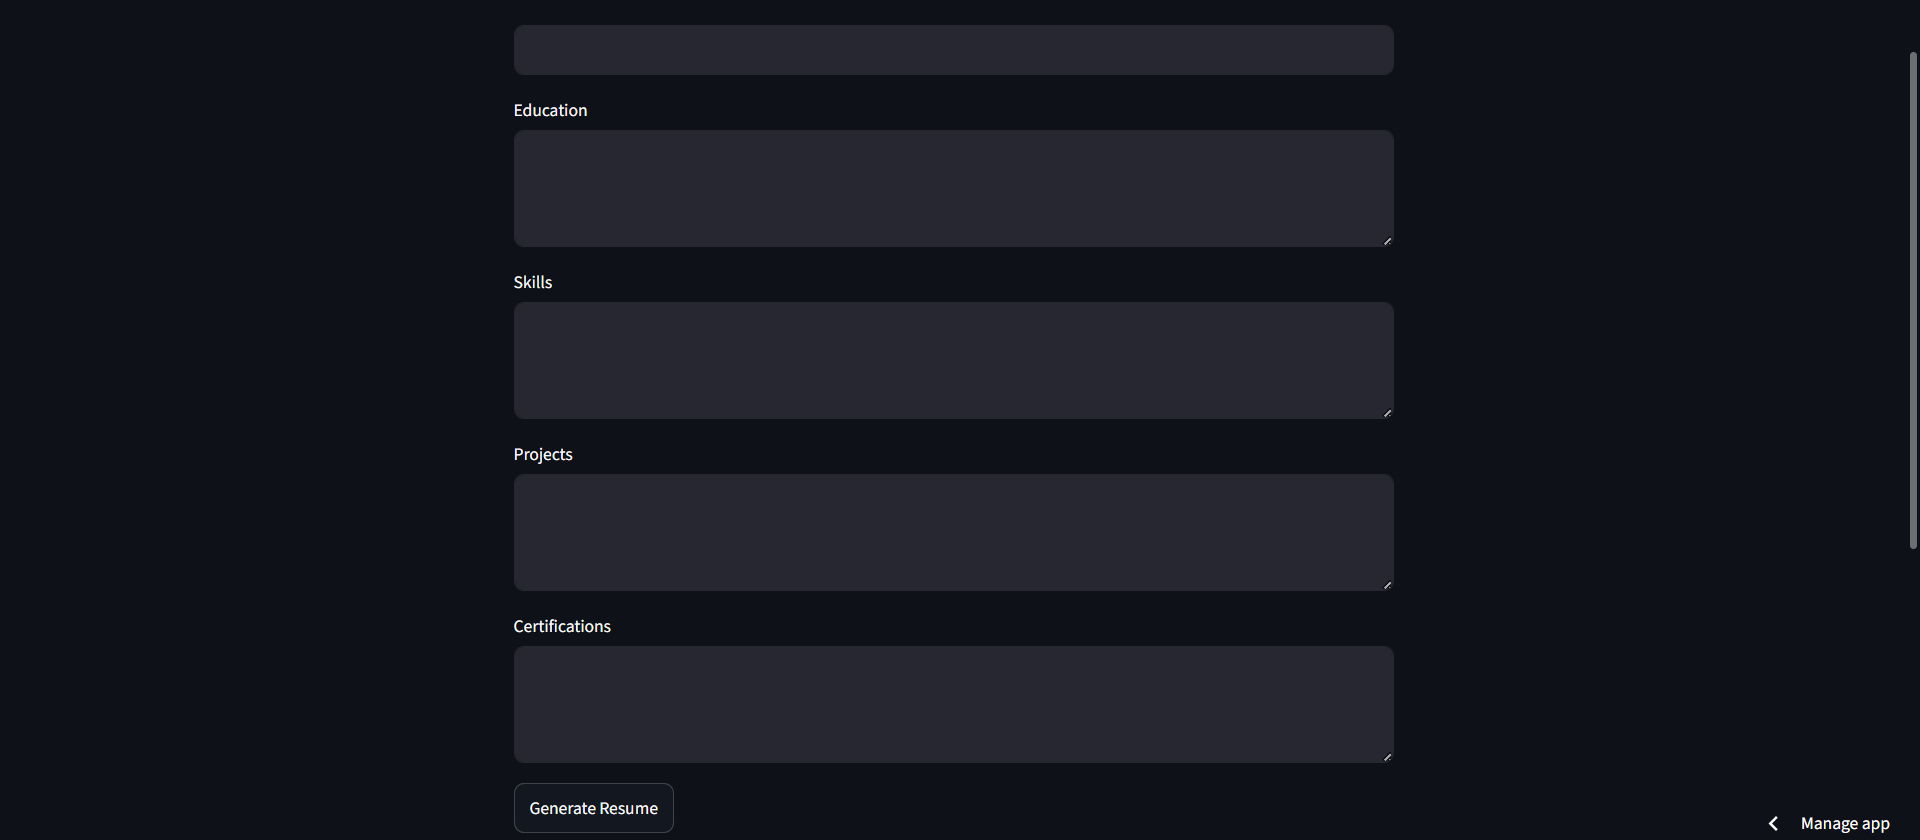 Education
Skills
Projects
Certifications
Generate Resume
Manage app